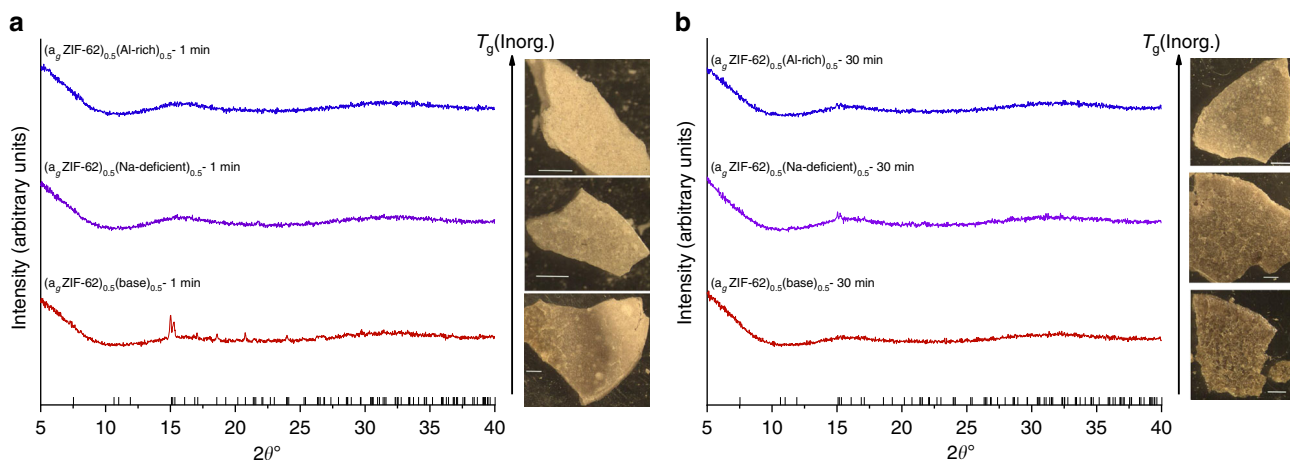 a
T_g(Inorg.)
(a_g ZIF-62)_0.5(Al-rich)_0.5- 1 min
(a_g ZIF-62)_0.5(Na-deficient)_0.5- 1 min
(a_g ZIF-62)_0.5(base)_0.5- 1 min
Intensity (arbitrary units)
5 10 15 20 25 30 35 40
2θ°
b
T_g(Inorg.)
(a_g ZIF-62)_0.5(Al-rich)_0.5- 30 min
(a_g ZIF-62)_0.5(Na-deficient)_0.5- 30 min
(a_g ZIF-62)_0.5(base)_0.5- 30 min
Intensity (arbitrary units)
5 10 15 20 25 30 35 40
2θ°